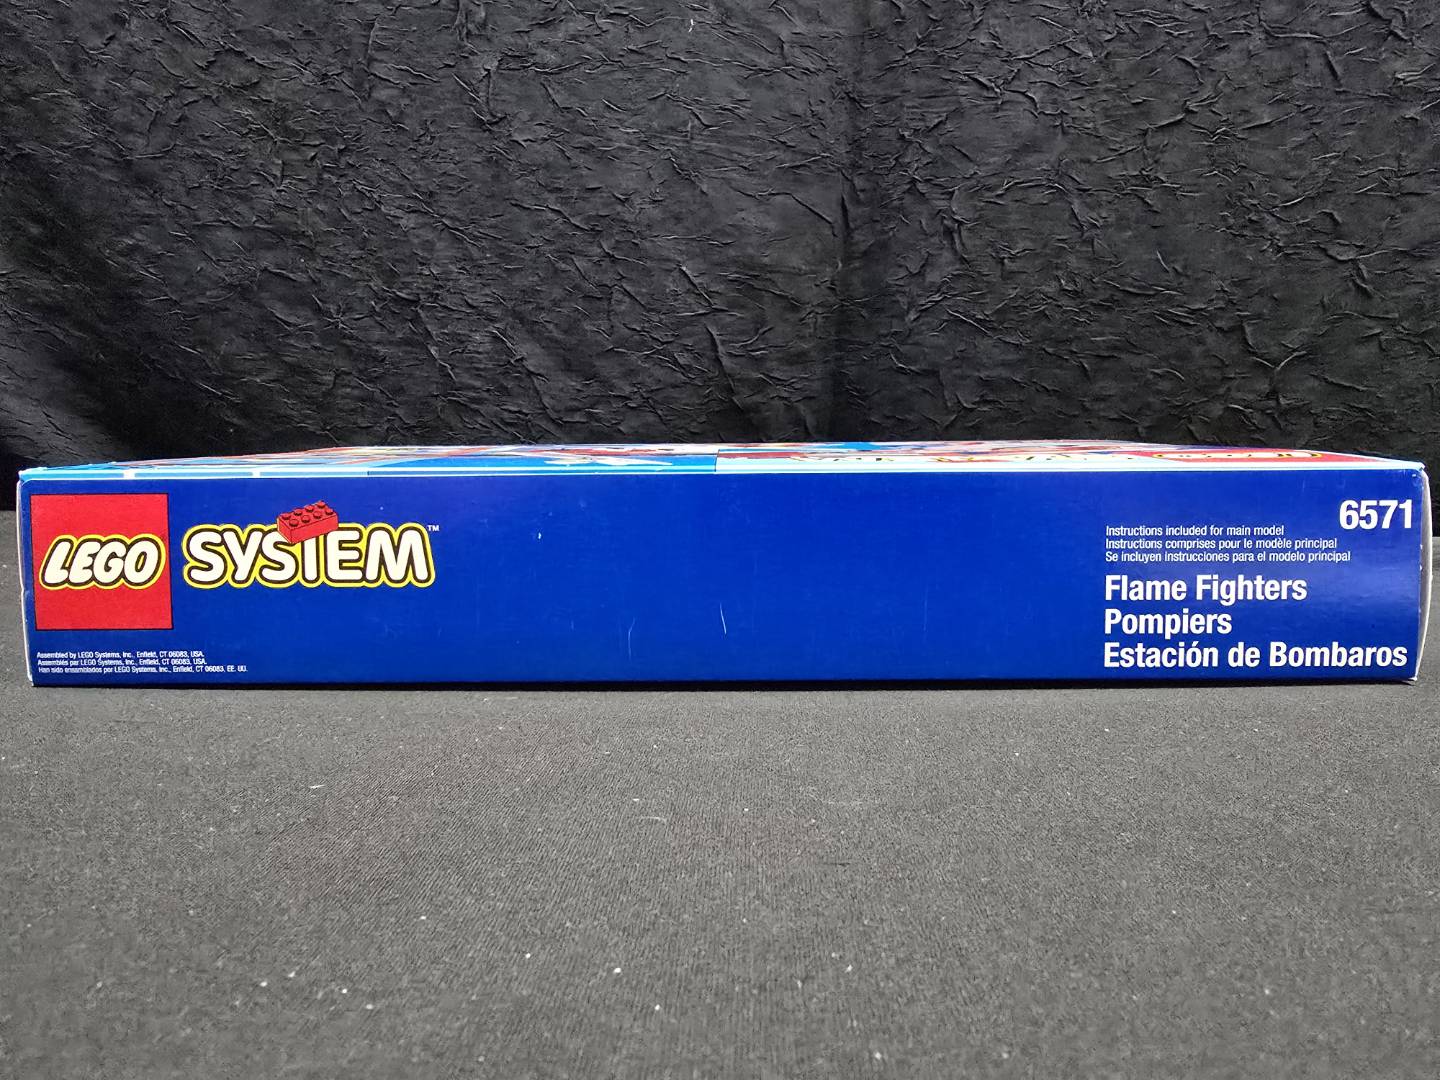 LEGO SYSTEM™
Assembled by LEGO Systems, Inc., Enfield, CT 06083, USA.
Assemblés par LEGO Systems, Inc., Enfield, CT 06083, USA.
Han sido ensamblados por LEGO Systems, Inc., Enfield, CT 06083, EE. UU.
6571
Instructions included for main model
Instructions comprises pour le modèle principal
Se incluyen instrucciones para el modelo principal
Flame Fighters
Pompiers
Estación de Bombaros